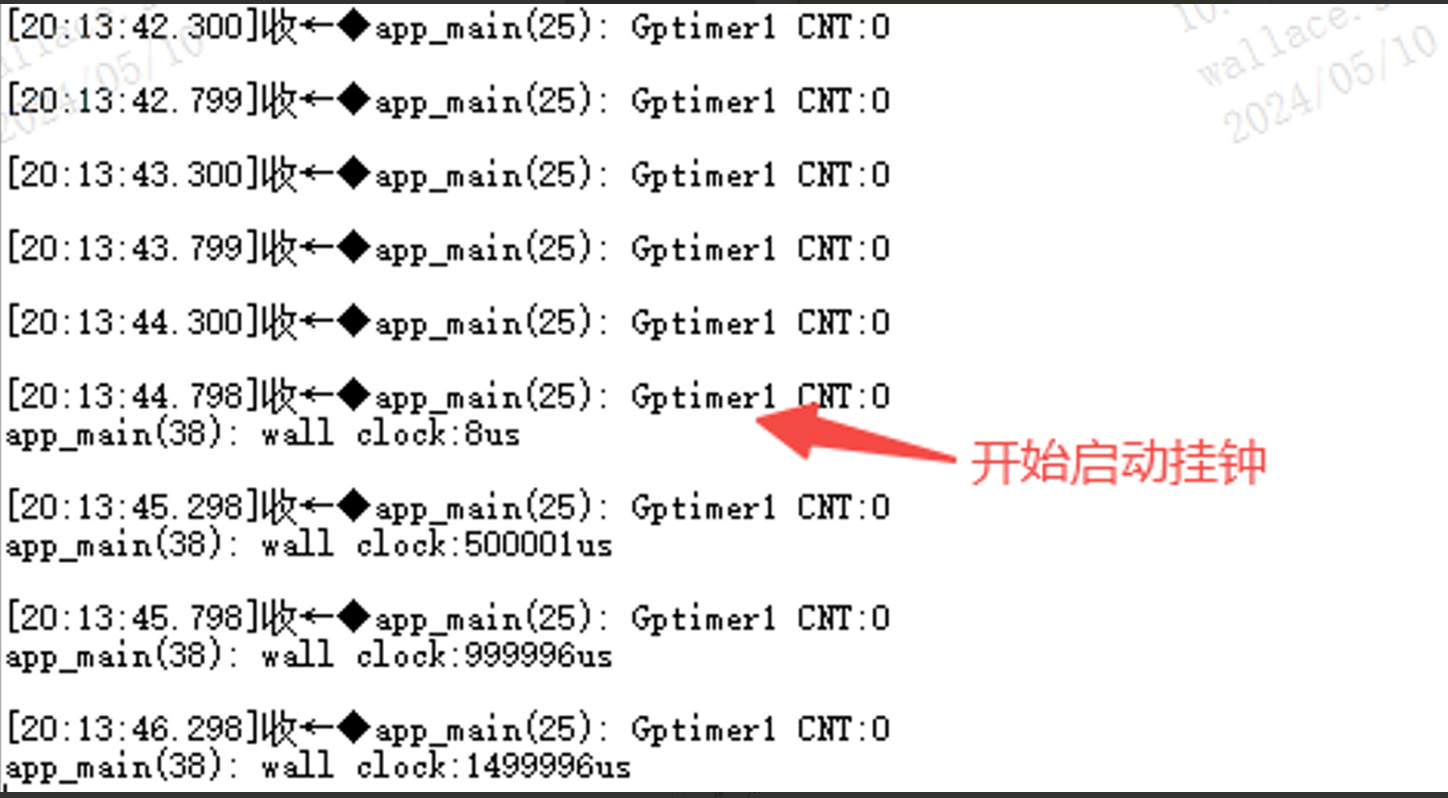 [20:13:42.300]收←◆app_main(25): Gptimer1 CNT:0
[20:13:42.799]收←◆app_main(25): Gptimer1 CNT:0
[20:13:43.300]收←◆app_main(25): Gptimer1 CNT:0
[20:13:43.799]收←◆app_main(25): Gptimer1 CNT:0
[20:13:44.300]收←◆app_main(25): Gptimer1 CNT:0
[20:13:44.798]收←◆app_main(25): Gptimer1 CNT:0
app_main(38): wall clock:8us
开始启动挂钟
[20:13:45.298]收←◆app_main(25): Gptimer1 CNT:0
app_main(38): wall clock:500001us
[20:13:45.798]收←◆app_main(25): Gptimer1 CNT:0
app_main(38): wall clock:999996us
[20:13:46.298]收←◆app_main(25): Gptimer1 CNT:0
app_main(38): wall clock:1499996us
wallace.
2024/05/10
2024/05/10